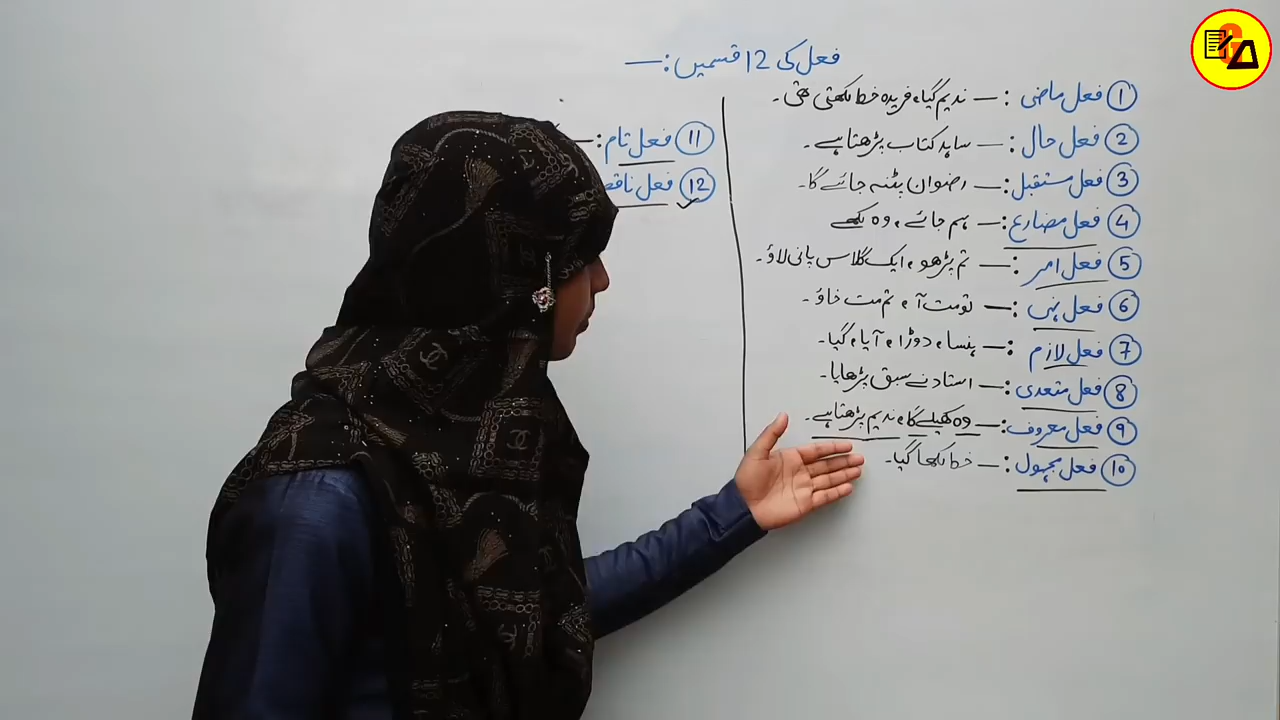 فعل کی 12 قسمیں :—
① فعل ماضی :— ندیم گیا، فریدہ خط لکھتی تھی۔
② فعل حال :— ساہد کتاب پڑھتا ہے۔
③ فعل مستقبل :— رضوان پٹنہ جائے گا۔
④ فعل مضارع :— ہم جائے، وہ لکھے
⑤ فعل امر :— تم پڑھو، ایک گلاس پانی لاؤ۔
⑥ فعل نہی :— تو مت آ، تم مت جاؤ۔
⑦ فعل لازم :— ہنسا، دوڑا، آیا، گیا۔
⑧ فعل متعدی :— استاد نے سبق پڑھایا۔
⑨ فعل معروف :— وہ کھیلے گا، ندیم پڑھتا ہے۔
⑩ فعل مجہول :— خط لکھا گیا۔
⑪ فعل تام :—
⑫ فعل ناقص